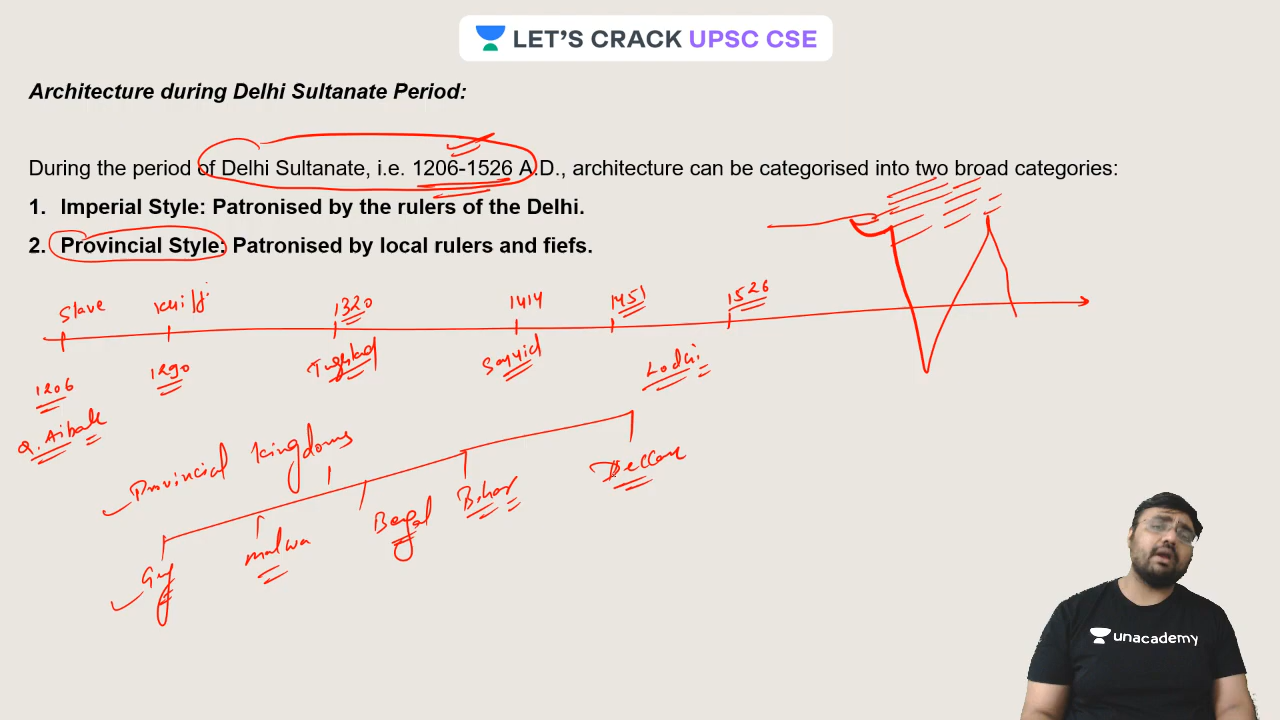 LET'S CRACK UPSC CSE
Architecture during Delhi Sultanate Period:
During the period of Delhi Sultanate, i.e. 1206-1526 A.D., architecture can be categorised into two broad categories:
1. Imperial Style: Patronised by the rulers of the Delhi.
2. Provincial Style: Patronised by local rulers and fiefs.
Slave Khilji 1320 1414 1451 1526
1206 1290 Tughlad Sayyid Lodhi
Q. Aibak
Provincial Kingdoms
Guj malwa Bengal Bihar Deccan
unacademy